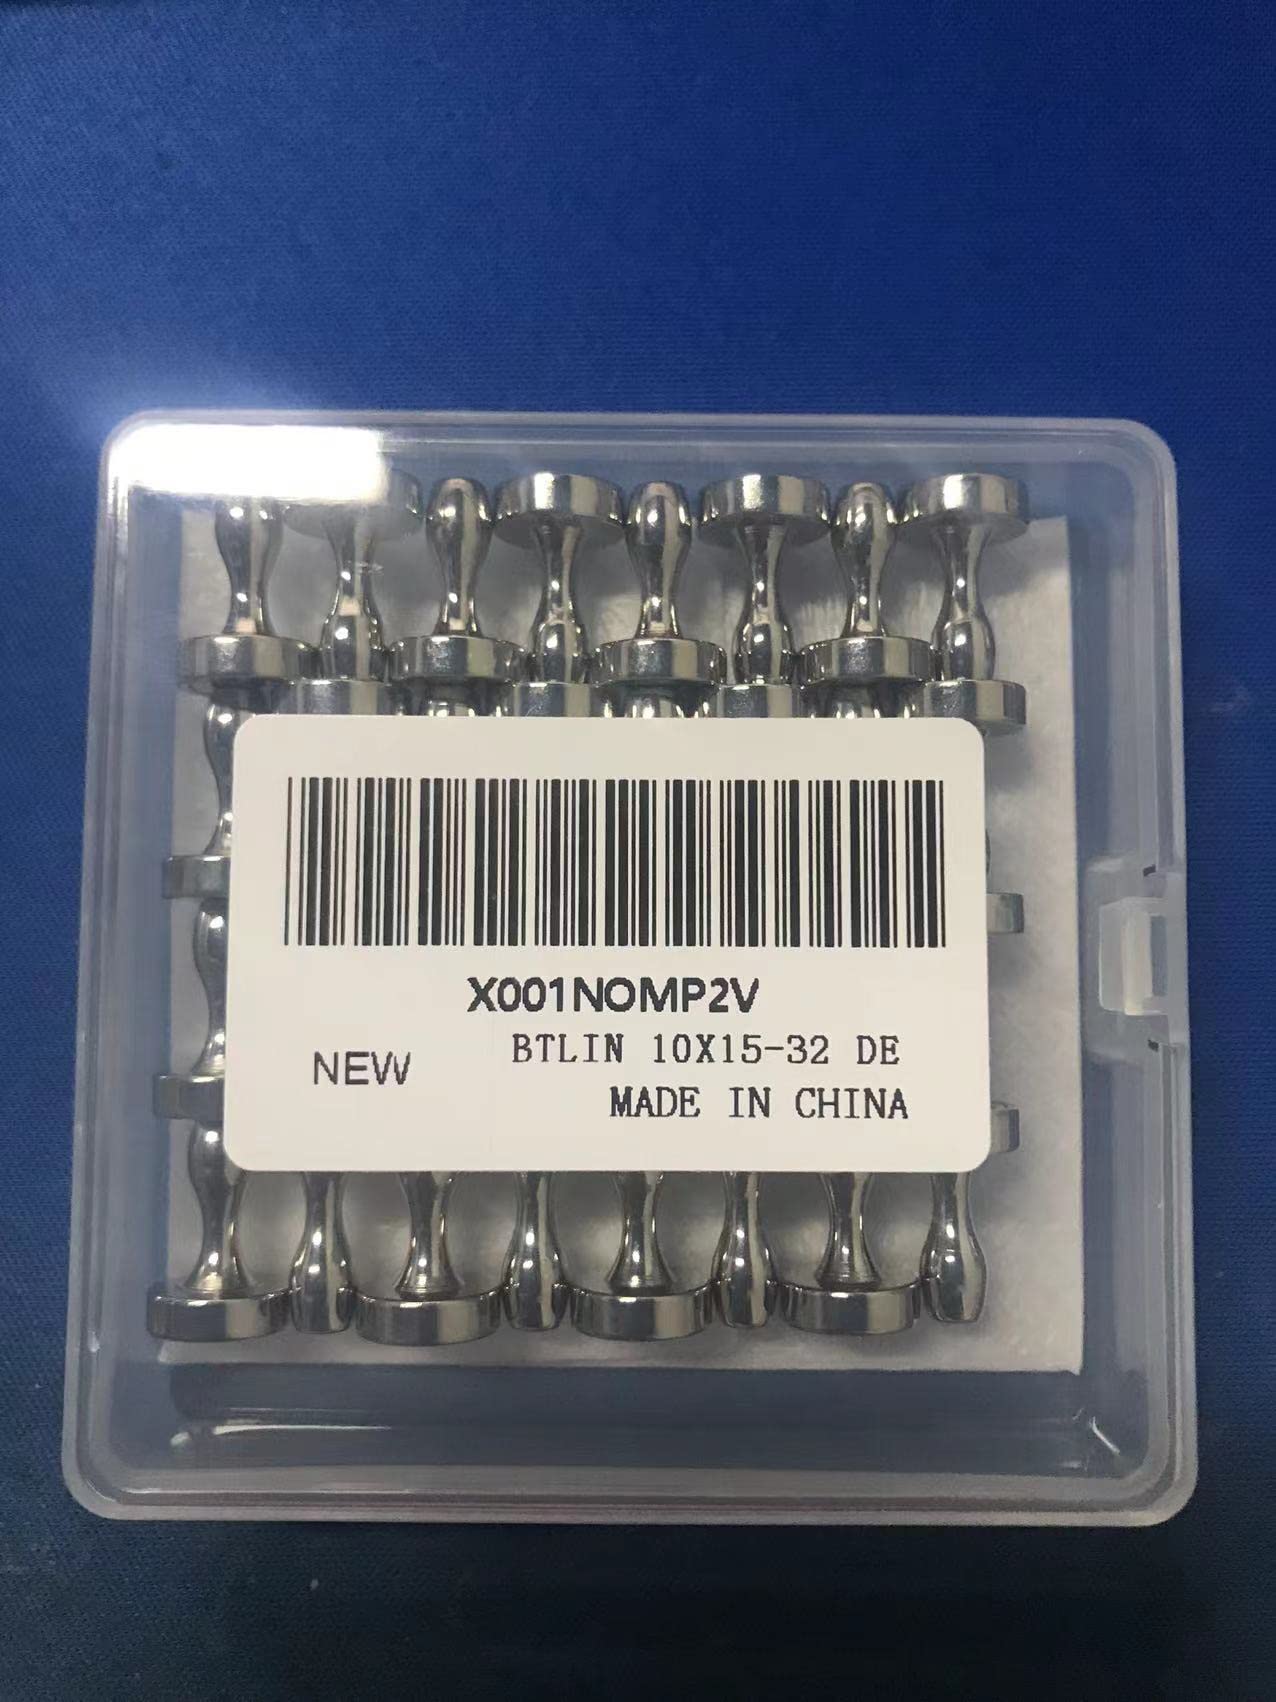 X001NOMP2V
BTLIN 10X15-32 DE
NEW
MADE IN CHINA